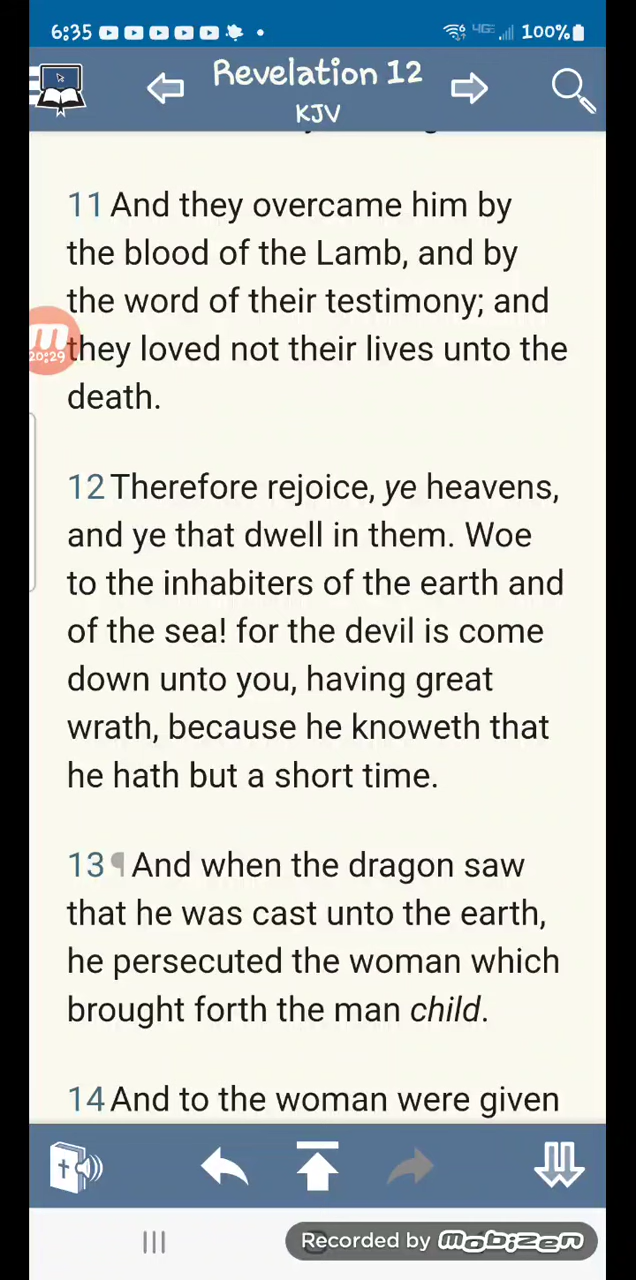 6:35 4GE 100%
Revelation 12
KJV
11 And they overcame him by
the blood of the Lamb, and by
the word of their testimony; and
20:29
they loved not their lives unto the
death.
12 Therefore rejoice, ye heavens,
and ye that dwell in them. Woe
to the inhabiters of the earth and
of the sea! for the devil is come
down unto you, having great
wrath, because he knoweth that
he hath but a short time.
13 ¶ And when the dragon saw
that he was cast unto the earth,
he persecuted the woman which
brought forth the man child.
14 And to the woman were given
Recorded by mobizen